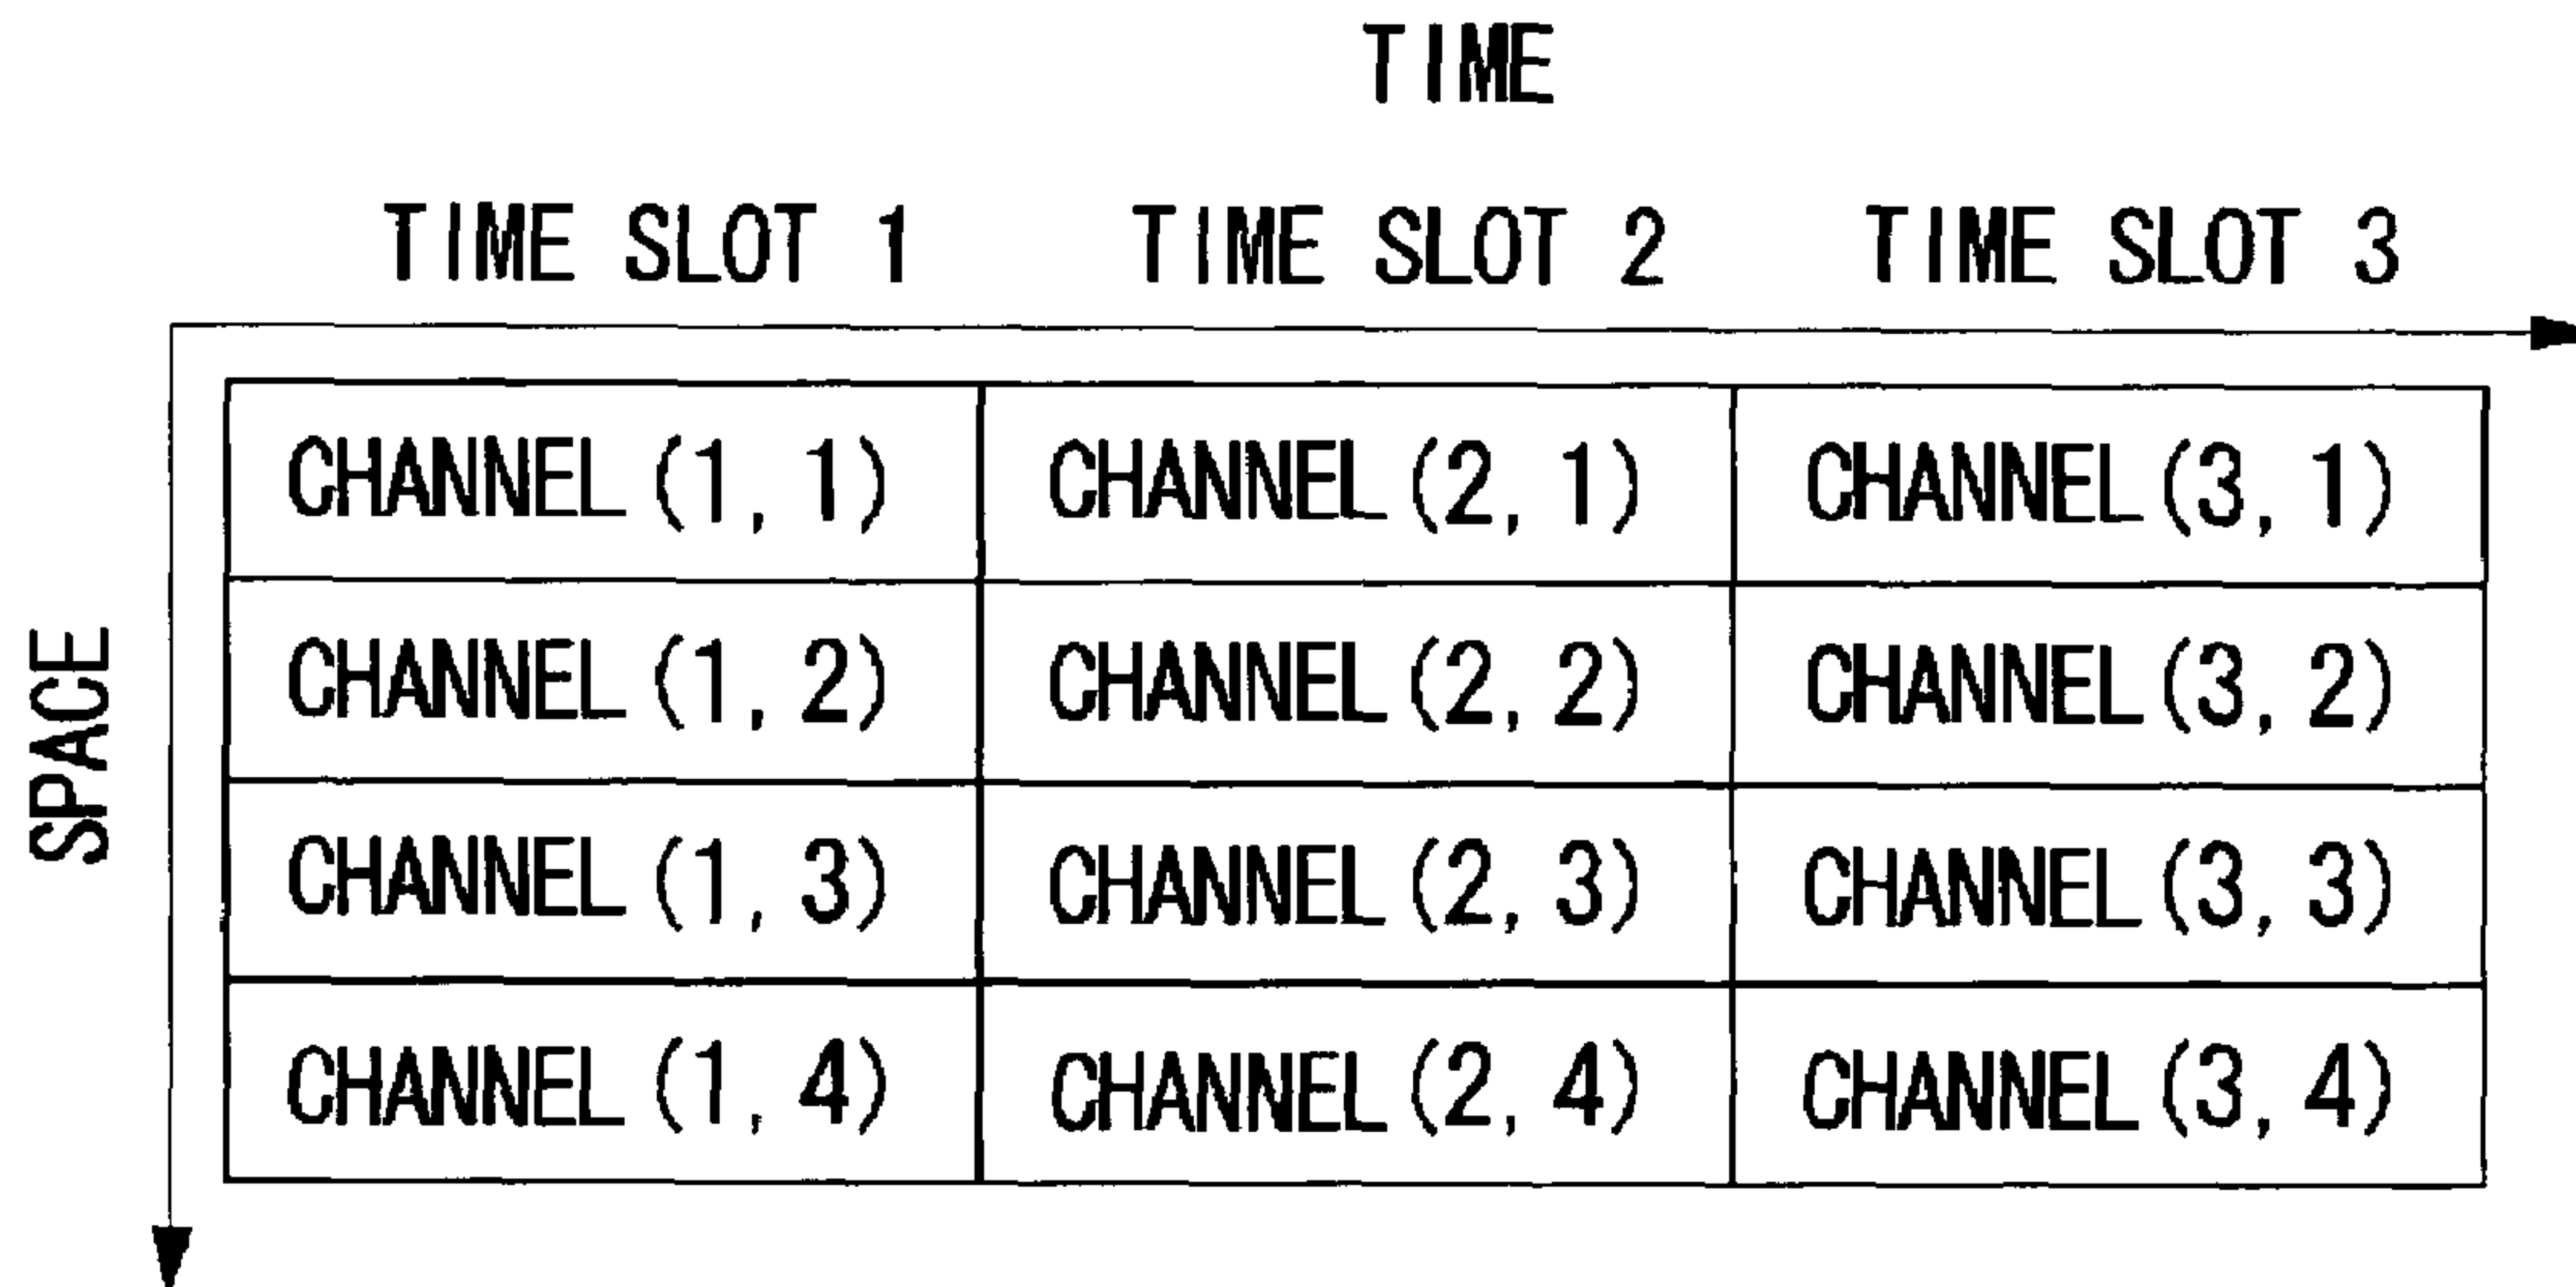 TIME
TIME SLOT 1 TIME SLOT 2 TIME SLOT 3
SPACE
CHANNEL(1, 1) CHANNEL(2, 1) CHANNEL(3, 1)
CHANNEL(1, 2) CHANNEL(2, 2) CHANNEL(3, 2)
CHANNEL(1, 3) CHANNEL(2, 3) CHANNEL(3, 3)
CHANNEL(1, 4) CHANNEL(2, 4) CHANNEL(3, 4)